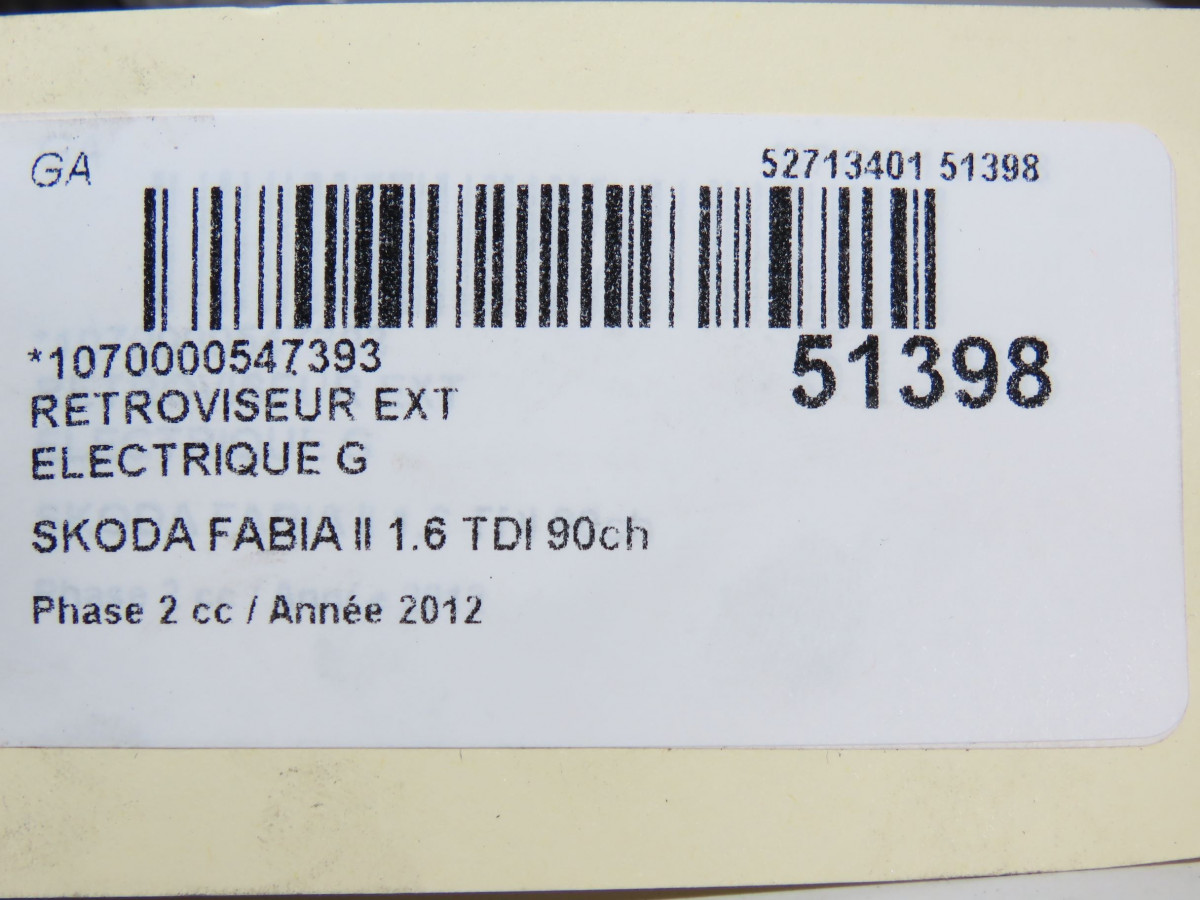 GA
52713401 51398
*1070000547393
51398
RETROVISEUR EXT
ELECTRIQUE G
SKODA FABIA II 1.6 TDI 90ch
Phase 2 cc / Année 2012